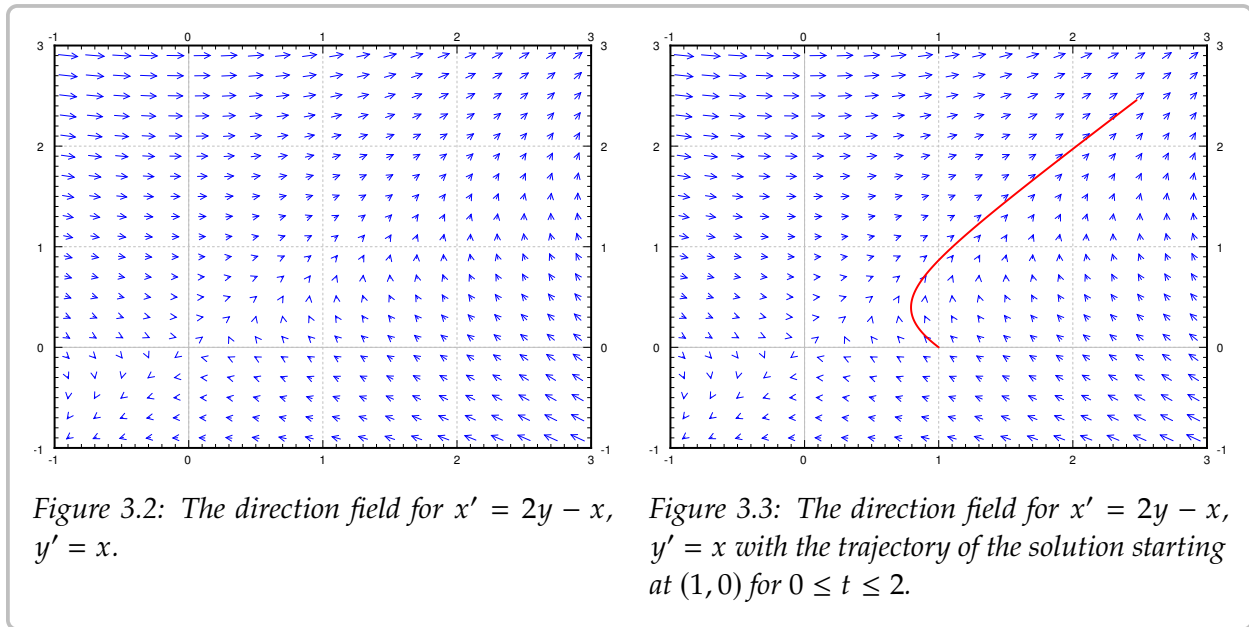 -1 0 1 2 3
3 3
2 2
1 1
0 0
-1 -1
-1 0 1 2 3
Figure 3.2: The direction field for x′ = 2y − x,
y′ = x.
-1 0 1 2 3
3 3
2 2
1 1
0 0
-1 -1
-1 0 1 2 3
Figure 3.3: The direction field for x′ = 2y − x,
y′ = x with the trajectory of the solution starting
at (1, 0) for 0 ≤ t ≤ 2.